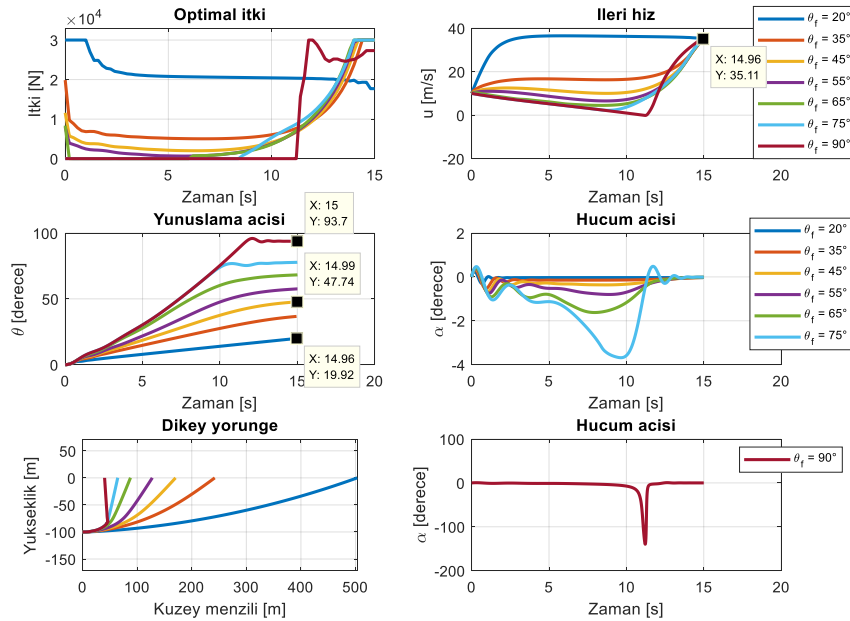 Optimal itki
×10⁴
3
2
1
0
Itki [N]
0 5 10 15
Zaman [s]
Ileri hiz
40
20
0
-20
u [m/s]
0 5 10 15 20
Zaman [s]
X: 14.96
Y: 35.11
θf = 20°
θf = 35°
θf = 45°
θf = 55°
θf = 65°
θf = 75°
θf = 90°
Yunuslama acisi
100
50
0
θ [derece]
0 5 10 15 20
Zaman [s]
X: 15
Y: 93.7
X: 14.99
Y: 47.74
X: 14.96
Y: 19.92
Hucum acisi
2
0
-2
-4
α [derece]
0 5 10 15 20
Zaman [s]
θf = 20°
θf = 35°
θf = 45°
θf = 55°
θf = 65°
θf = 75°
Dikey yorunge
50
0
-50
-100
-150
Yukseklik [m]
0 100 200 300 400 500
Kuzey menzili [m]
Hucum acisi
100
0
-100
-200
α [derece]
0 5 10 15 20
Zaman [s]
θf = 90°